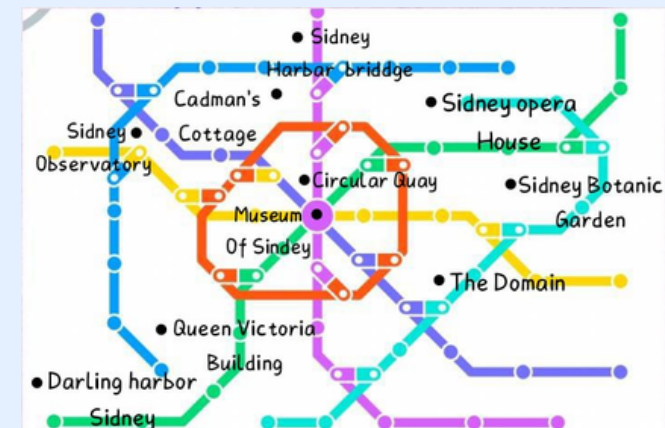 Sidney
Harbar briddge
Cadman's
Sidney opera
Sidney
Cottage
House
Observatory
Circular Quay
Sidney Botanic
Museum
Garden
Of Sindey
The Domain
Queen Victoria
Building
Darling harbor
Sidney